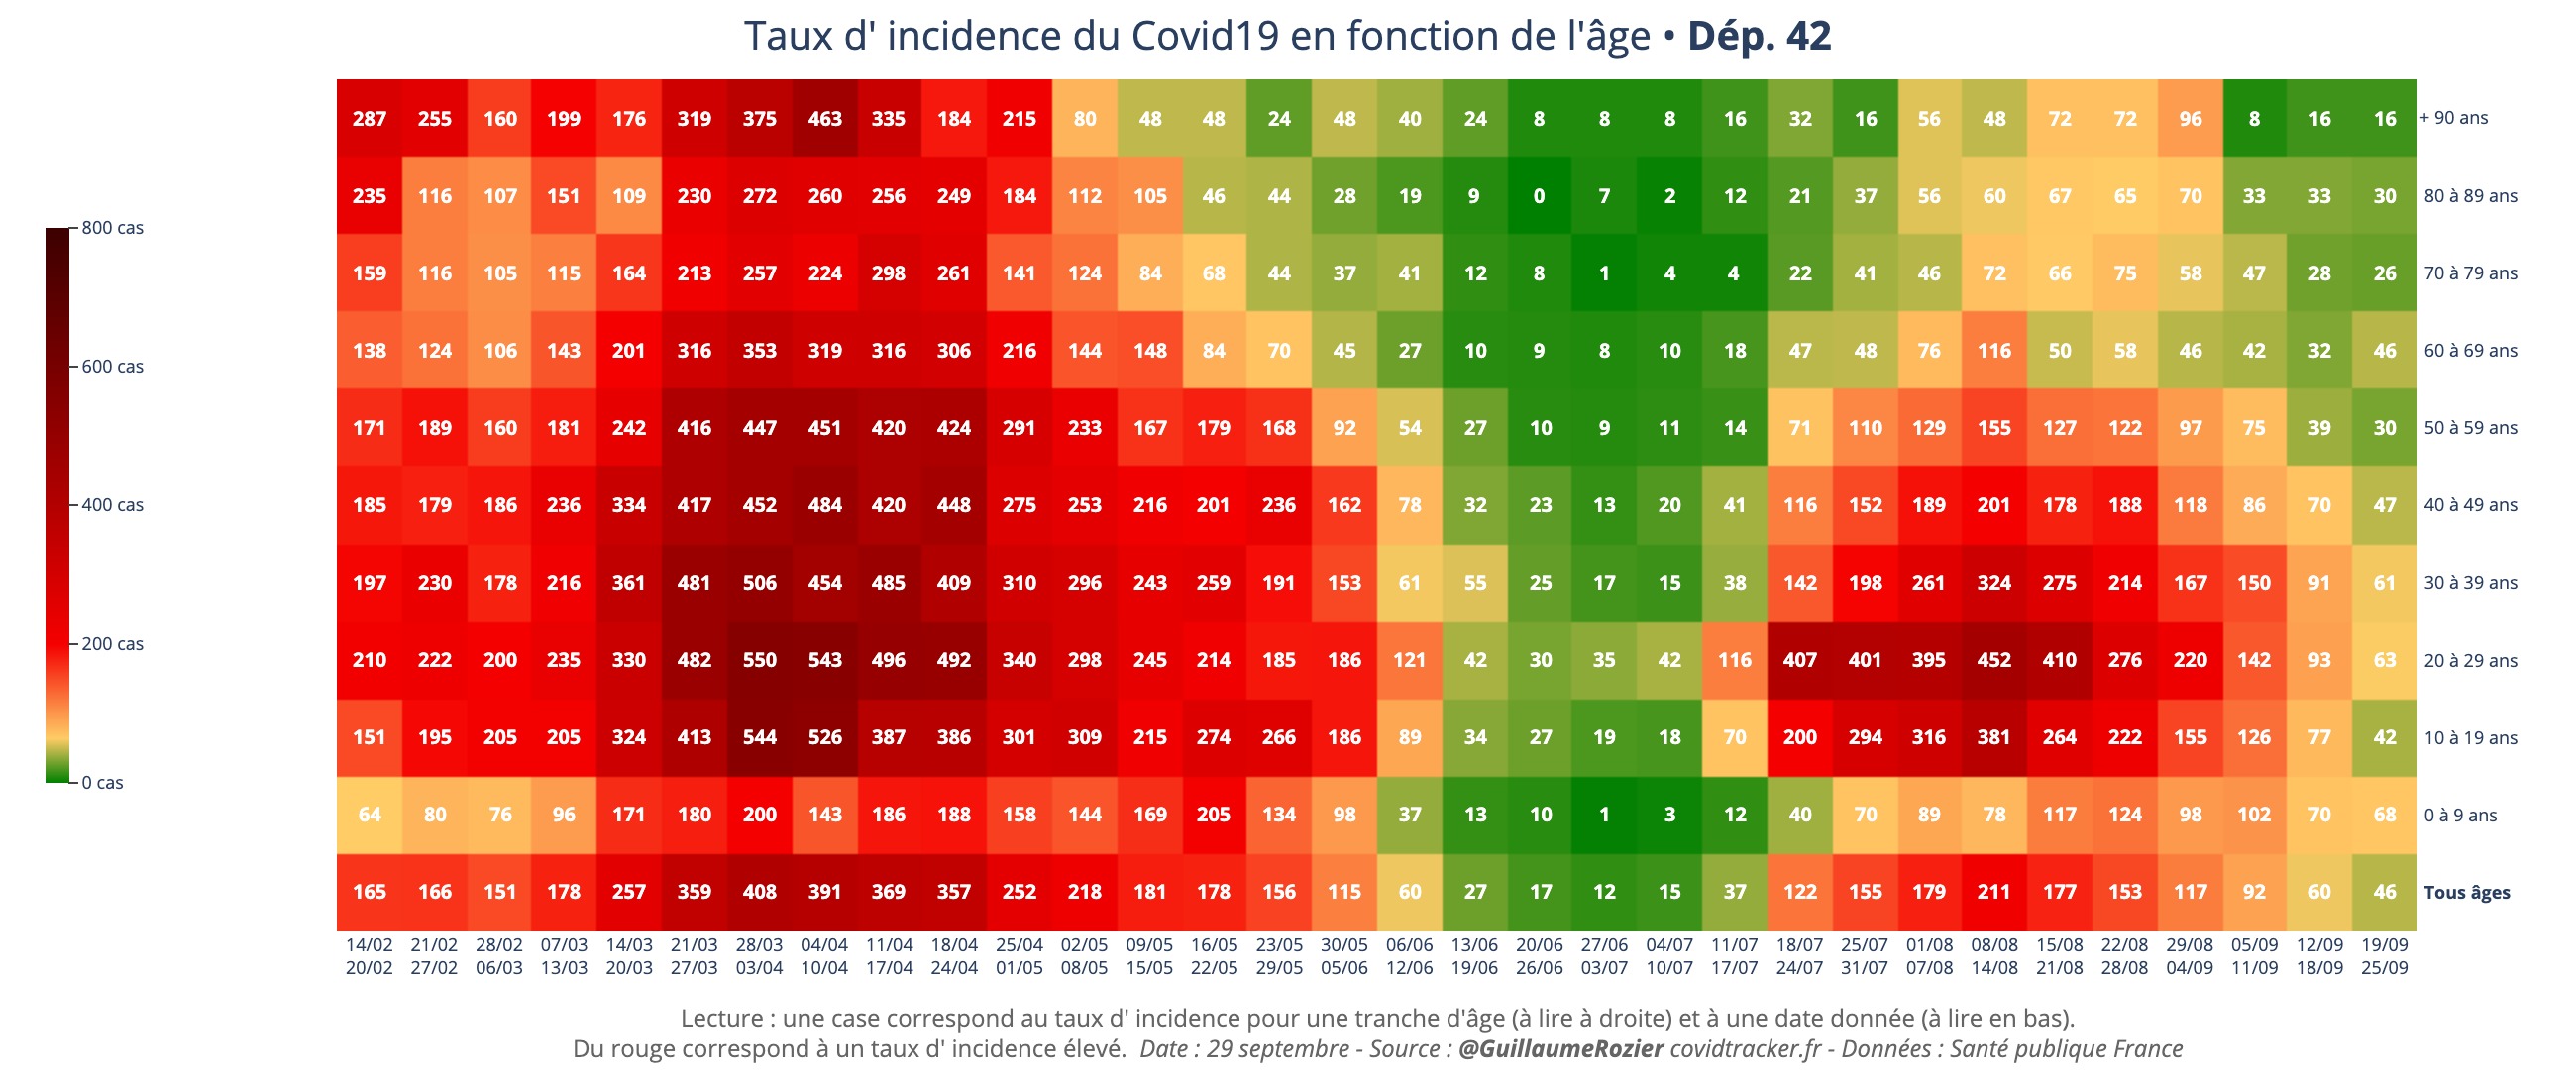 Taux d' incidence du Covid19 en fonction de l'âge • Dép. 42
800 cas
600 cas
400 cas
200 cas
0 cas
287 255 160 199 176 319 375 463 335 184 215 80 48 48 24 48 40 24 8 8 8 16 32 16 56 48 72 72 96 8 16 16 + 90 ans
235 116 107 151 109 230 272 260 256 249 184 112 105 46 44 28 19 9 0 7 2 12 21 37 56 60 67 65 70 33 33 30 80 à 89 ans
159 116 105 115 164 213 257 224 298 261 141 124 84 68 44 37 41 12 8 1 4 4 22 41 46 72 66 75 58 47 28 26 70 à 79 ans
138 124 106 143 201 316 353 319 316 306 216 144 148 84 70 45 27 10 9 8 10 18 47 48 76 116 50 58 46 42 32 46 60 à 69 ans
171 189 160 181 242 416 447 451 420 424 291 233 167 179 168 92 54 27 10 9 11 14 71 110 129 155 127 122 97 75 39 30 50 à 59 ans
185 179 186 236 334 417 452 484 420 448 275 253 216 201 236 162 78 32 23 13 20 41 116 152 189 201 178 188 118 86 70 47 40 à 49 ans
197 230 178 216 361 481 506 454 485 409 310 296 243 259 191 153 61 55 25 17 15 38 142 198 261 324 275 214 167 150 91 61 30 à 39 ans
210 222 200 235 330 482 550 543 496 492 340 298 245 214 185 186 121 42 30 35 42 116 407 401 395 452 410 276 220 142 93 63 20 à 29 ans
151 195 205 205 324 413 544 526 387 386 301 309 215 274 266 186 89 34 27 19 18 70 200 294 316 381 264 222 155 126 77 42 10 à 19 ans
64 80 76 96 171 180 200 143 186 188 158 144 169 205 134 98 37 13 10 1 3 12 40 70 89 78 117 124 98 102 70 68 0 à 9 ans
165 166 151 178 257 359 408 391 369 357 252 218 181 178 156 115 60 27 17 12 15 37 122 155 179 211 177 153 117 92 60 46 Tous âges
14/02 21/02 28/02 07/03 14/03 21/03 28/03 04/04 11/04 18/04 25/04 02/05 09/05 16/05 23/05 30/05 06/06 13/06 20/06 27/06 04/07 11/07 18/07 25/07 01/08 08/08 15/08 22/08 29/08 05/09 12/09 19/09
20/02 27/02 06/03 13/03 20/03 27/03 03/04 10/04 17/04 24/04 01/05 08/05 15/05 22/05 29/05 05/06 12/06 19/06 26/06 03/07 10/07 17/07 24/07 31/07 07/08 14/08 21/08 28/08 04/09 11/09 18/09 25/09
Lecture : une case correspond au taux d' incidence pour une tranche d'âge (à lire à droite) et à une date donnée (à lire en bas).
Du rouge correspond à un taux d' incidence élevé. Date : 29 septembre - Source : @GuillaumeRozier covidtracker.fr - Données : Santé publique France